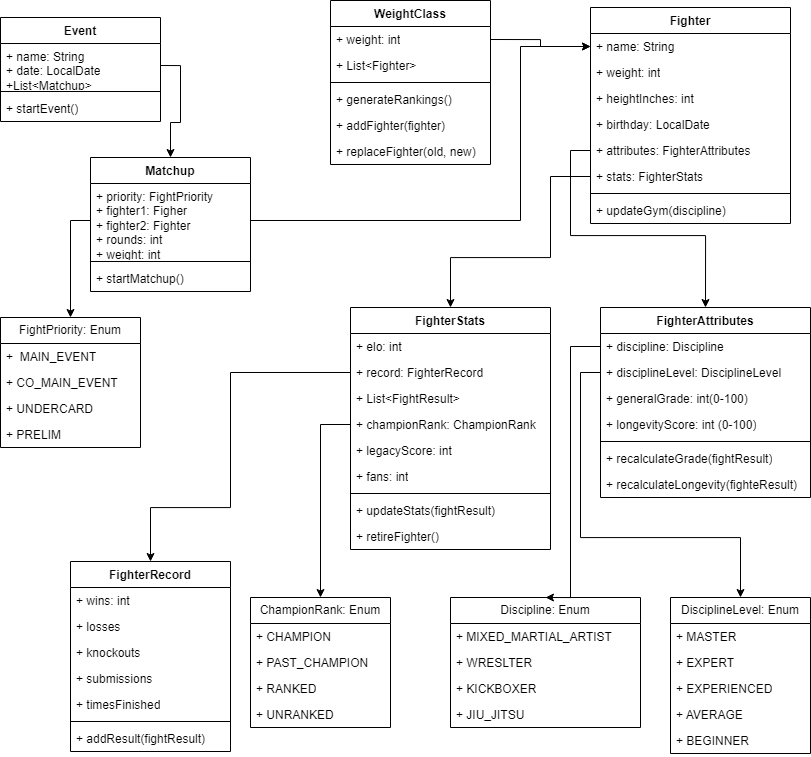 Event
+ name: String
+ date: LocalDate
+List<Matchup>
+ startEvent()
WeightClass
+ weight: int
+ List<Fighter>
+ generateRankings()
+ addFighter(fighter)
+ replaceFighter(old, new)
Fighter
+ name: String
+ weight: int
+ heightInches: int
+ birthday: LocalDate
+ attributes: FighterAttributes
+ stats: FighterStats
+ updateGym(discipline)
Matchup
+ priority: FightPriority
+ fighter1: Figher
+ fighter2: Fighter
+ rounds: int
+ weight: int
+ startMatchup()
FightPriority: Enum
+ MAIN_EVENT
+ CO_MAIN_EVENT
+ UNDERCARD
+ PRELIM
FighterStats
+ elo: int
+ record: FighterRecord
+ List<FightResult>
+ championRank: ChampionRank
+ legacyScore: int
+ fans: int
+ updateStats(fightResult)
+ retireFighter()
FighterAttributes
+ discipline: Discipline
+ disciplineLevel: DisciplineLevel
+ generalGrade: int(0-100)
+ longevityScore: int (0-100)
+ recalculateGrade(fightResult)
+ recalculateLongevity(fighteResult)
FighterRecord
+ wins: int
+ losses
+ knockouts
+ submissions
+ timesFinished
+ addResult(fightResult)
ChampionRank: Enum
+ CHAMPION
+ PAST_CHAMPION
+ RANKED
+ UNRANKED
Discipline: Enum
+ MIXED_MARTIAL_ARTIST
+ WRESLTER
+ KICKBOXER
+ JIU_JITSU
DisciplineLevel: Enum
+ MASTER
+ EXPERT
+ EXPERIENCED
+ AVERAGE
+ BEGINNER